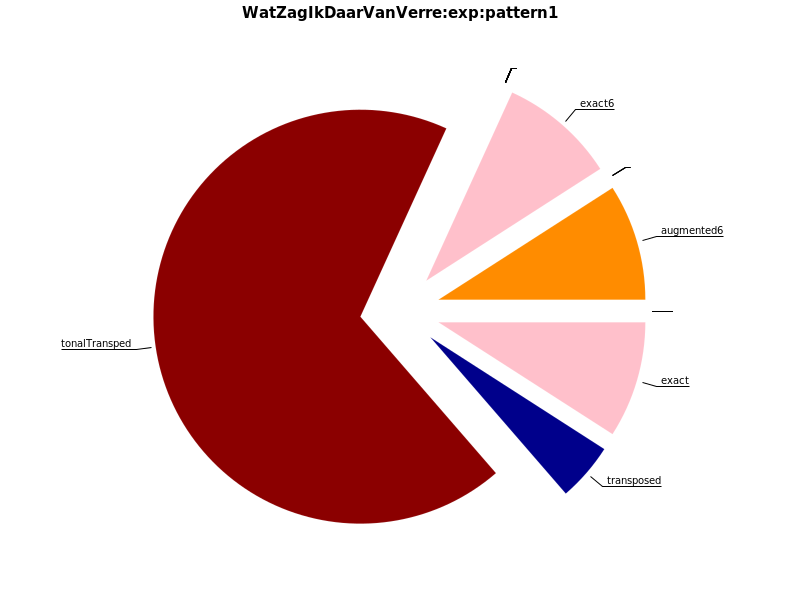 WatZagIkDaarVanVerre:exp:pattern1
exact6
augmented6
tonalTransped
exact
transposed